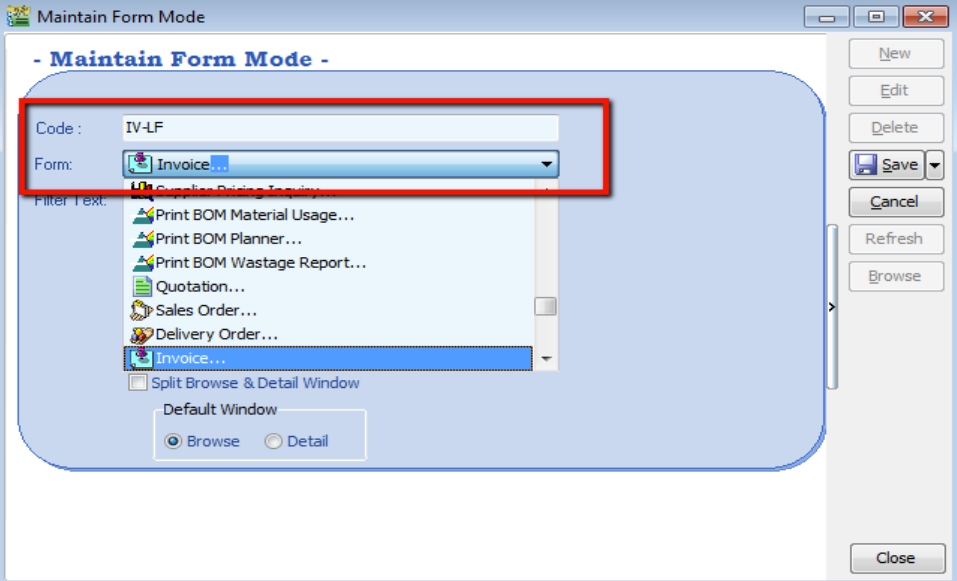 Maintain Form Mode
- Maintain Form Mode -
Code :
IV-LF
Form:
Invoice...
Filter Text:
Supplier Pricing Inquiry...
Print BOM Material Usage...
Print BOM Planner...
Print BOM Wastage Report...
Quotation...
Sales Order...
Delivery Order...
Invoice...
Split Browse & Detail Window
Default Window
Browse
Detail
New
Edit
Delete
Save
Cancel
Refresh
Browse
Close